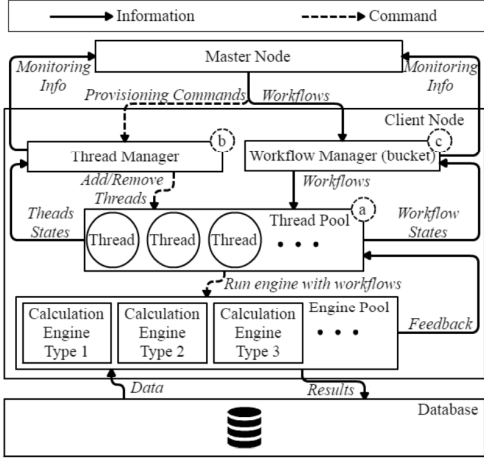 Information
Command
Master Node
Monitoring
Info
Monitoring
Info
Provisioning Commands
Workflows
Client Node
b
c
Thread Manager
Workflow Manager (bucket)
Add/Remove
Threads
Workflows
a
Theads
States
Thread
Thread
Thread
Thread Pool
• • •
Workflow
States
Run engine with workflows
Calculation
Engine
Type 1
Calculation
Engine
Type 2
Calculation
Engine
Type 3
Engine Pool
• • •
Feedback
Data
Results
Database